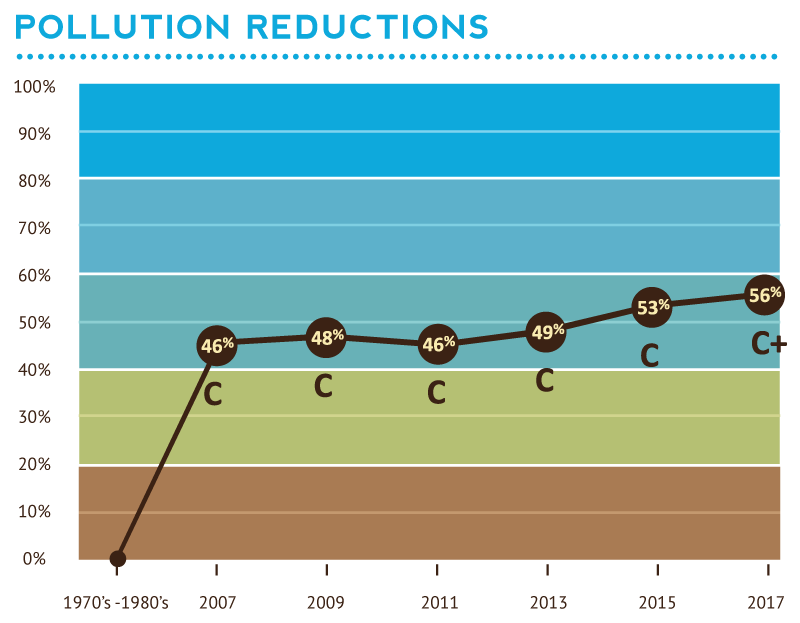 POLLUTION REDUCTIONS
100%
90%
80%
70%
60%
50%
40%
30%
20%
10%
0%
46%
48%
46%
49%
53%
56%
C
C
C
C
C
C+
1970's -1980's
2007
2009
2011
2013
2015
2017